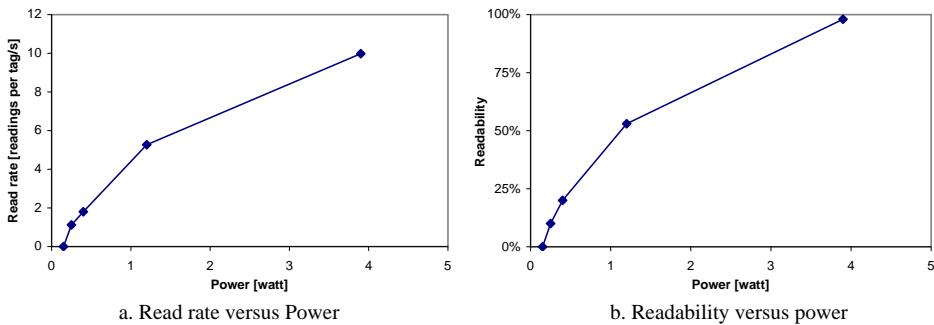 12
10
8
6
4
2
0
0 1 2 3 4 5
Read rate [readings per tag/s]
Power [watt]
a. Read rate versus Power
100%
75%
50%
25%
0%
0 1 2 3 4 5
Readability
Power [watt]
b. Readability versus power